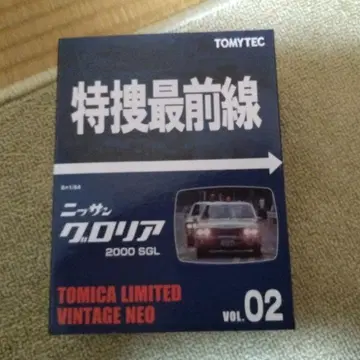 TOMYTEC
特捜最前線
ニッサン
グロリア
2000 SGL
TOMICA LIMITED
VINTAGE NEO
VOL.02